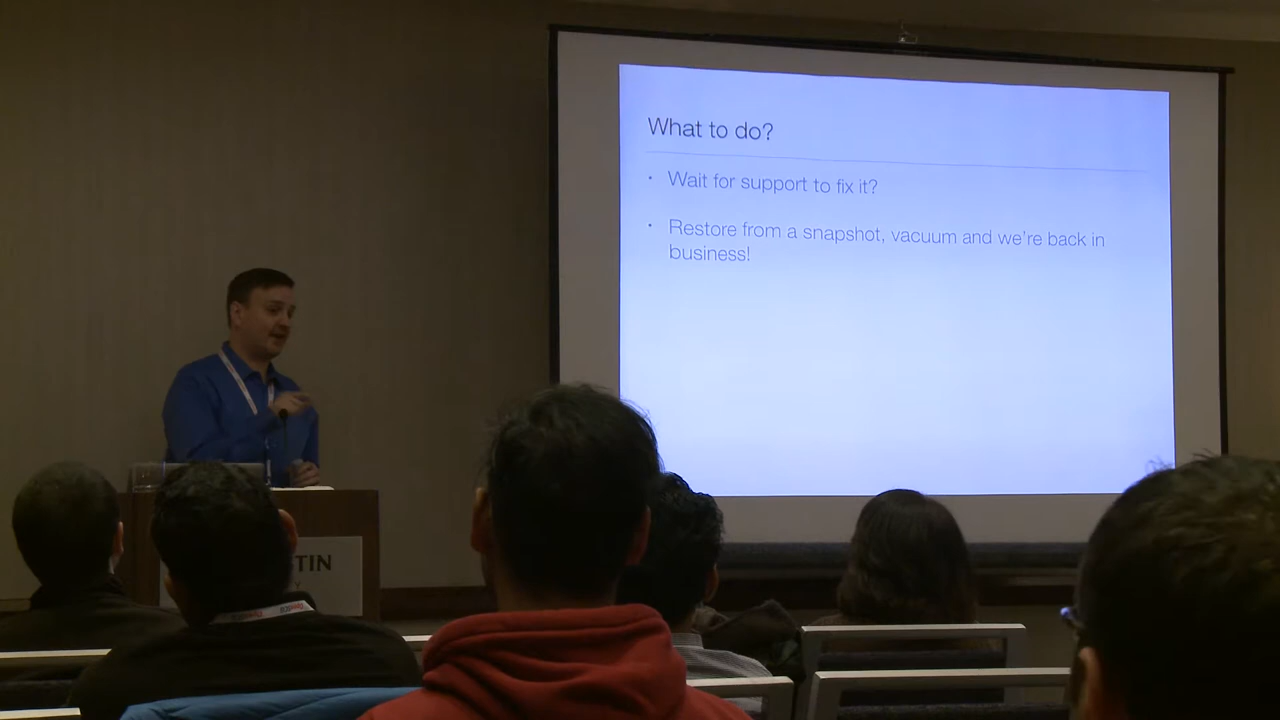 What to do?
Wait for support to fix it?
Restore from a snapshot, vacuum and we're back in
business!
TIN